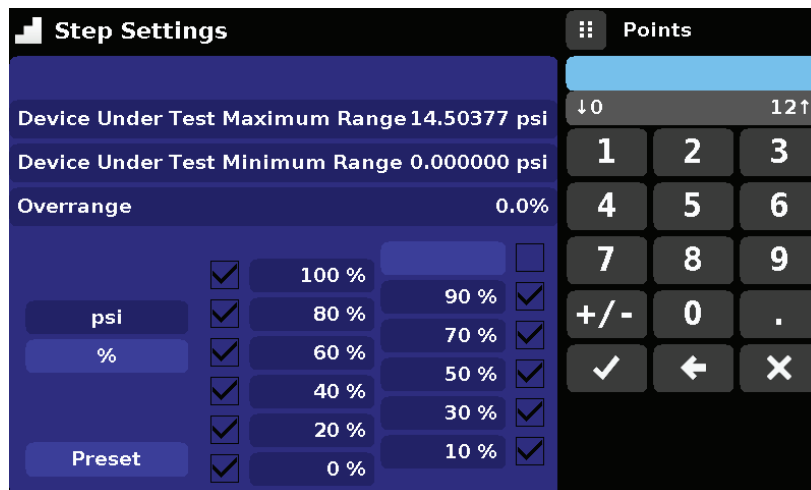 Step Settings
Points
↓0 12↑
Device Under Test Maximum Range 14.50377 psi
Device Under Test Minimum Range 0.000000 psi
Overrange 0.0%
100 %
90 %
80 %
70 %
60 %
50 %
40 %
30 %
20 %
10 %
0 %
psi
%
Preset
1 2 3
4 5 6
7 8 9
+/- 0 .